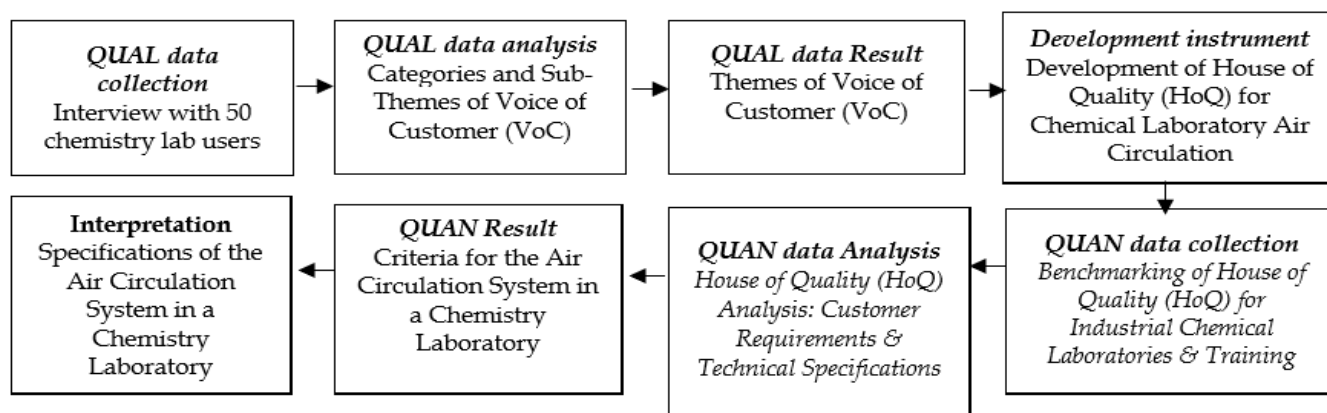 QUAL data
collection
Interview with 50
chemistry lab users
QUAL data analysis
Categories and Sub-
Themes of Voice of
Customer (VoC)
QUAL data Result
Themes of Voice of
Customer (VoC)
Development instrument
Development of House of
Quality (HoQ) for
Chemical Laboratory Air
Circulation
QUAN data collection
Benchmarking of House of
Quality (HoQ) for
Industrial Chemical
Laboratories & Training
QUAN data Analysis
House of Quality (HoQ)
Analysis: Customer
Requirements &
Technical Specifications
QUAN Result
Criteria for the Air
Circulation System in
a Chemistry
Laboratory
Interpretation
Specifications of the
Air Circulation
System in a
Chemistry
Laboratory